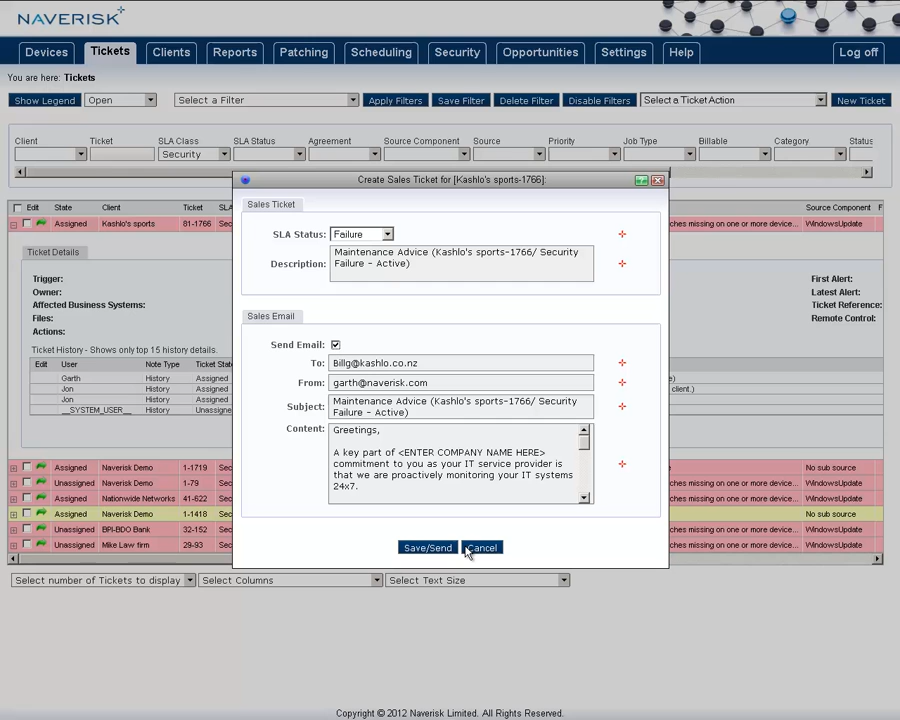 NAVERISK
Devices Tickets Clients Reports Patching Scheduling Security Opportunities Settings Help Log off
You are here: Tickets
Show Legend Open Select a Filter Apply Filters Save Filter Delete Filter Disable Filters Select a Ticket Action New Ticket
Client Ticket SLA Class SLA Status Agreement Source Component Source Priority Job Type Billable Category Status
Security
Create Sales Ticket for [Kashlo's sports-1766]:
Edit Status Client Ticket Source Component
Assigned Kashlo's sports 81-1766 ches missing on one or more device... WindowsUpdate
Sales Ticket
SLA Status: Failure
Description: Maintenance Advice (Kashlo's sports-1766/ Security
Failure - Active)
Ticket Details
Trigger: First Alert:
Owner: Latest Alert:
Affected Business Systems: Ticket Reference:
Files: Remote Control:
Actions:
Sales Email
Send Email:
To: Billg@kashlo.co.nz
From: garth@naverisk.com
Subject: Maintenance Advice (Kashlo's sports-1766/ Security
Failure - Active)
Content: Greetings,
A key part of <ENTER COMPANY NAME HERE>
commitment to you as your IT service provider is
that we are proactively monitoring your IT systems
24x7.
Save/Send Cancel
Ticket History - Shows only top 15 history details.
Edit User Note Type Ticket Stat
Garth History Assigned
Jon History Assigned client.)
Jon History Assigned
__SYSTEM_USER__ History Unassigne
Assigned Naverisk Demo 1-1719 Sec No sub source
Unassigned Naverisk Demo 1-79 Sec ches missing on one or more device... WindowsUpdate
Assigned Nationwide Networks 41-622 Sec ches missing on one or more device... WindowsUpdate
Assigned Naverisk Demo 1-1418 Sec No sub source
Unassigned BPI-BDO Bank 32-152 Sec ches missing on one or more device... WindowsUpdate
Unassigned Mike Law firm 29-93 Sec ches missing on one or more device... WindowsUpdate
Select number of Tickets to display Select Columns Select Text Size
Copyright © 2012 Naverisk Limited. All Rights Reserved.